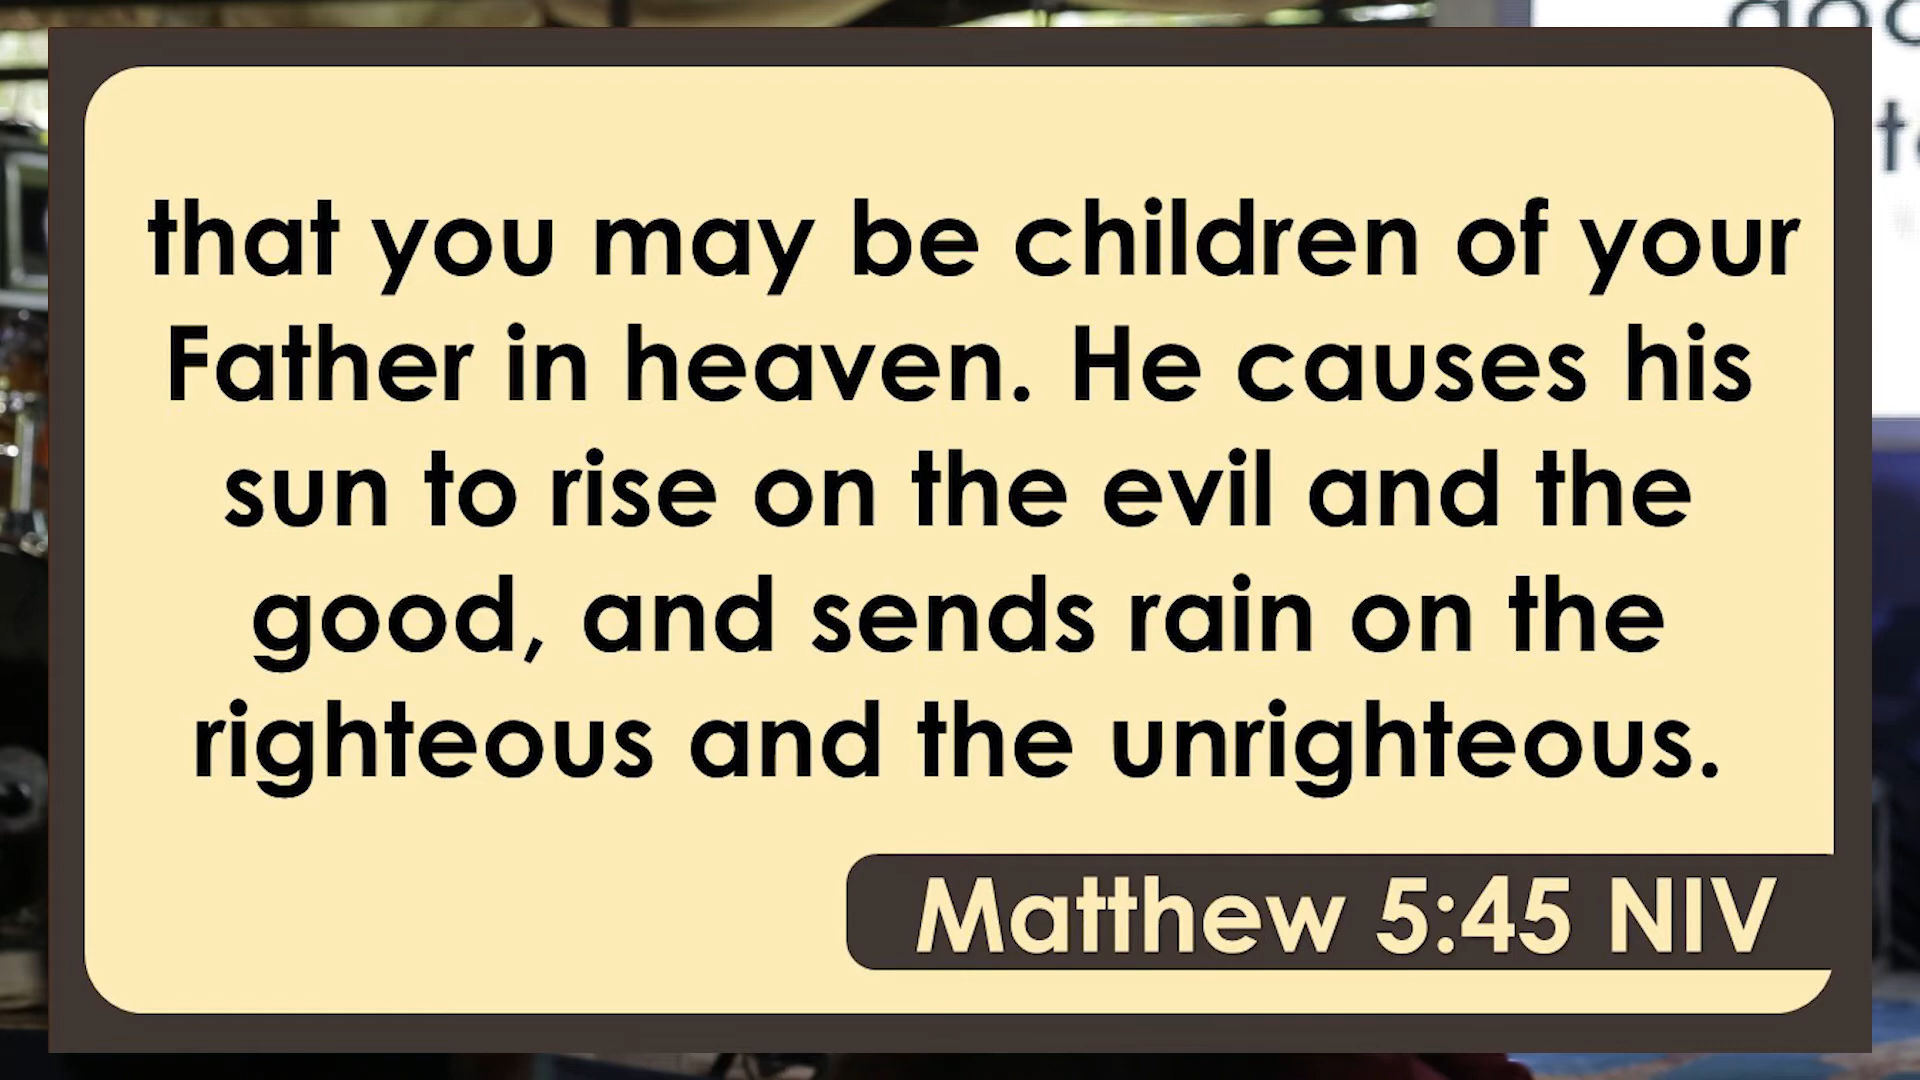 that you may be children of your
Father in heaven. He causes his
sun to rise on the evil and the
good, and sends rain on the
righteous and the unrighteous.
Matthew 5:45 NIV